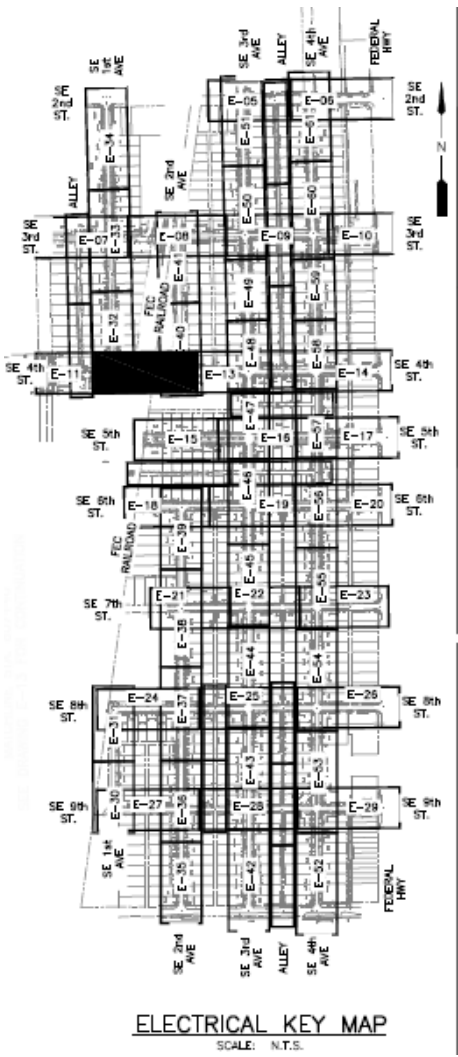 SE 1st
AVE
SE 3rd
AVE
ALLEY
SE 4th
AVE
FEDERAL
HWY
SE
2nd
ST.
E-05
E-06
SE
2nd
ST.
E-51
E-61
E-34
N
SE 2nd
AVE
ALLEY
E-50
E-60
SE
3rd
ST.
E-07
E-33
E-08
E-09
E-10
SE
3rd
ST.
E-41
FEC
RAILROAD
E-49
E-59
E-32
E-40
E-48
E-58
SE 4th
ST.
E-11
E-13
E-14
SE 4th
ST.
E-47
SE 5th
ST.
E-15
E-16
E-57
E-17
SE 5th
ST.
E-46
SE 6th
ST.
E-18
E-19
E-56
E-20
SE 6th
ST.
FEC
RAILROAD
E-39
E-45
E-55
SE 7th
ST.
E-21
E-22
E-23
SE 7th
ST.
E-38
E-44
E-54
SE 8th
ST.
E-24
E-37
E-25
E-26
SE 8th
ST.
E-31
E-43
E-53
SE 9th
ST.
E-30
E-27
E-36
E-28
E-29
SE 9th
ST.
SE 1st
AVE
E-35
E-42
E-52
FEDERAL
HWY
SE 2nd
AVE
SE 3rd
AVE
ALLEY
SE 4th
AVE
ELECTRICAL KEY MAP
SCALE: N.T.S.